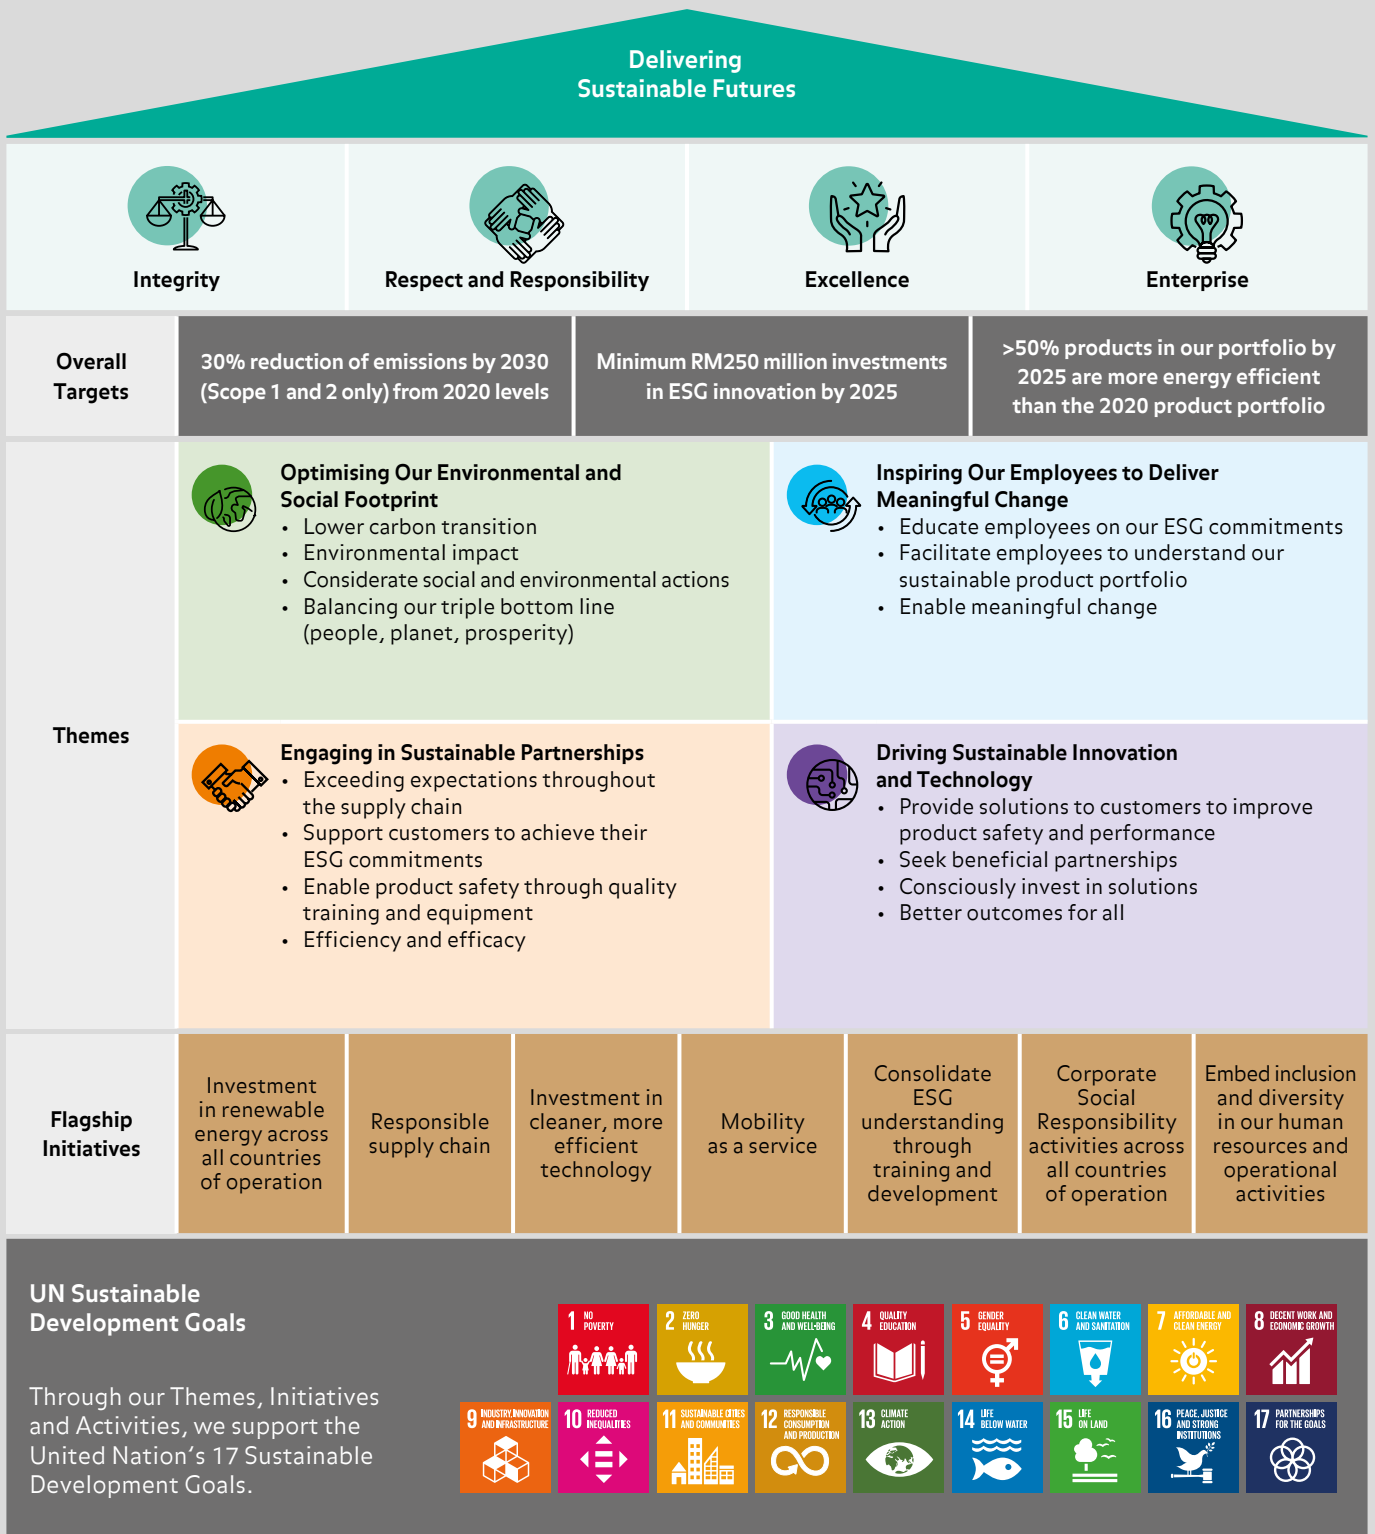 Delivering
Sustainable Futures
Integrity
Respect and Responsibility
Excellence
Enterprise
Overall
Targets
30% reduction of emissions by 2030
(Scope 1 and 2 only) from 2020 levels
Minimum RM250 million investments
in ESG innovation by 2025
>50% products in our portfolio by
2025 are more energy efficient
than the 2020 product portfolio
Themes
Optimising Our Environmental and
Social Footprint
• Lower carbon transition
• Environmental impact
• Considerate social and environmental actions
• Balancing our triple bottom line
(people, planet, prosperity)
Inspiring Our Employees to Deliver
Meaningful Change
• Educate employees on our ESG commitments
• Facilitate employees to understand our
sustainable product portfolio
• Enable meaningful change
Engaging in Sustainable Partnerships
• Exceeding expectations throughout
the supply chain
• Support customers to achieve their
ESG commitments
• Enable product safety through quality
training and equipment
• Efficiency and efficacy
Driving Sustainable Innovation
and Technology
• Provide solutions to customers to improve
product safety and performance
• Seek beneficial partnerships
• Consciously invest in solutions
• Better outcomes for all
Flagship
Initiatives
Investment
in renewable
energy across
all countries
of operation
Responsible
supply chain
Investment in
cleaner, more
efficient
technology
Mobility
as a service
Consolidate
ESG
understanding
through
training and
development
Corporate
Social
Responsibility
activities across
all countries
of operation
Embed inclusion
and diversity
in our human
resources and
operational
activities
UN Sustainable
Development Goals
Through our Themes, Initiatives
and Activities, we support the
United Nation's 17 Sustainable
Development Goals.
1 NO
POVERTY
2 ZERO
HUNGER
3 GOOD HEALTH
AND WELL-BEING
4 QUALITY
EDUCATION
5 GENDER
EQUALITY
6 CLEAN WATER
AND SANITATION
7 AFFORDABLE AND
CLEAN ENERGY
8 DECENT WORK AND
ECONOMIC GROWTH
9 INDUSTRY, INNOVATION
AND INFRASTRUCTURE
10 REDUCED
INEQUALITIES
11 SUSTAINABLE CITIES
AND COMMUNITIES
12 RESPONSIBLE
CONSUMPTION
AND PRODUCTION
13 CLIMATE
ACTION
14 LIFE
BELOW WATER
15 LIFE
ON LAND
16 PEACE, JUSTICE
AND STRONG
INSTITUTIONS
17 PARTNERSHIPS
FOR THE GOALS